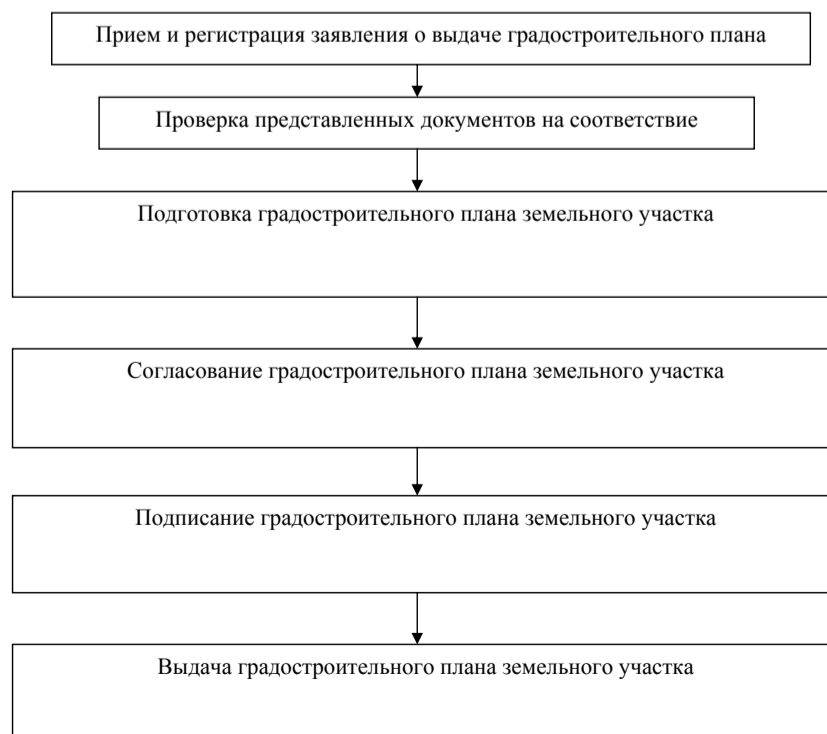 Прием и регистрация заявления о выдаче градостроительного плана
Проверка представленных документов на соответствие
Подготовка градостроительного плана земельного участка
Согласование градостроительного плана земельного участка
Подписание градостроительного плана земельного участка
Выдача градостроительного плана земельного участка